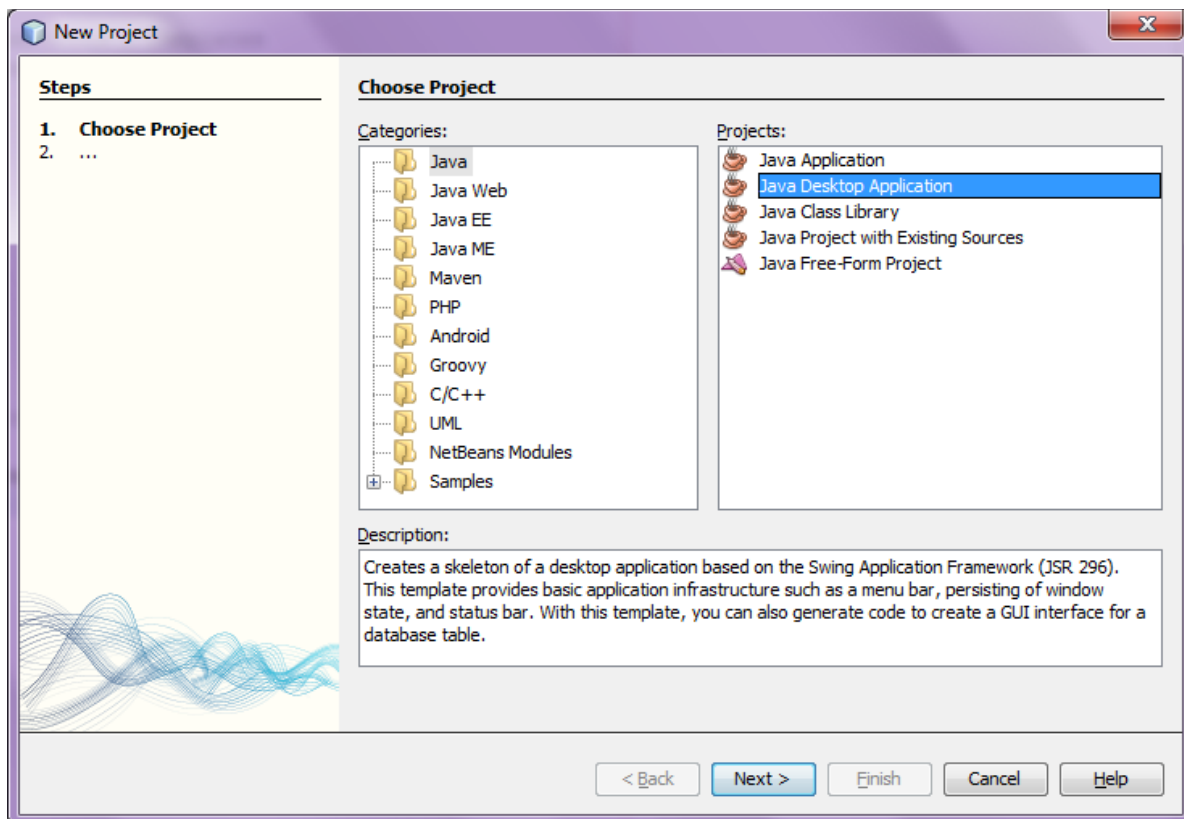 New Project
Steps
1. Choose Project
2. ...
Choose Project
Categories:
Java
Java Web
Java EE
Java ME
Maven
PHP
Android
Groovy
C/C++
UML
NetBeans Modules
Samples
Projects:
Java Application
Java Desktop Application
Java Class Library
Java Project with Existing Sources
Java Free-Form Project
Description:
Creates a skeleton of a desktop application based on the Swing Application Framework (JSR 296).
This template provides basic application infrastructure such as a menu bar, persisting of window
state, and status bar. With this template, you can also generate code to create a GUI interface for a
database table.
< Back
Next >
Finish
Cancel
Help